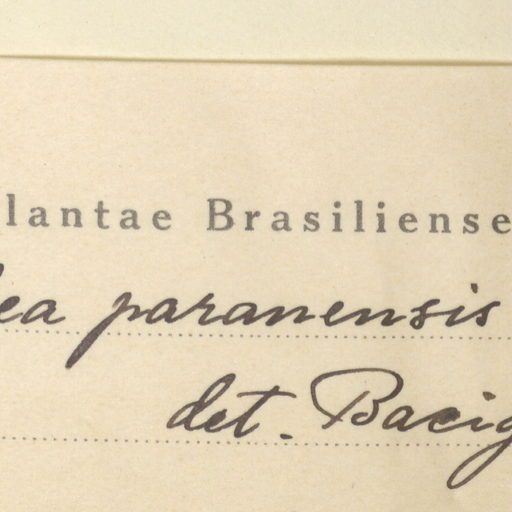 lantae Brasiliense
ea paranensis
det. Bacig